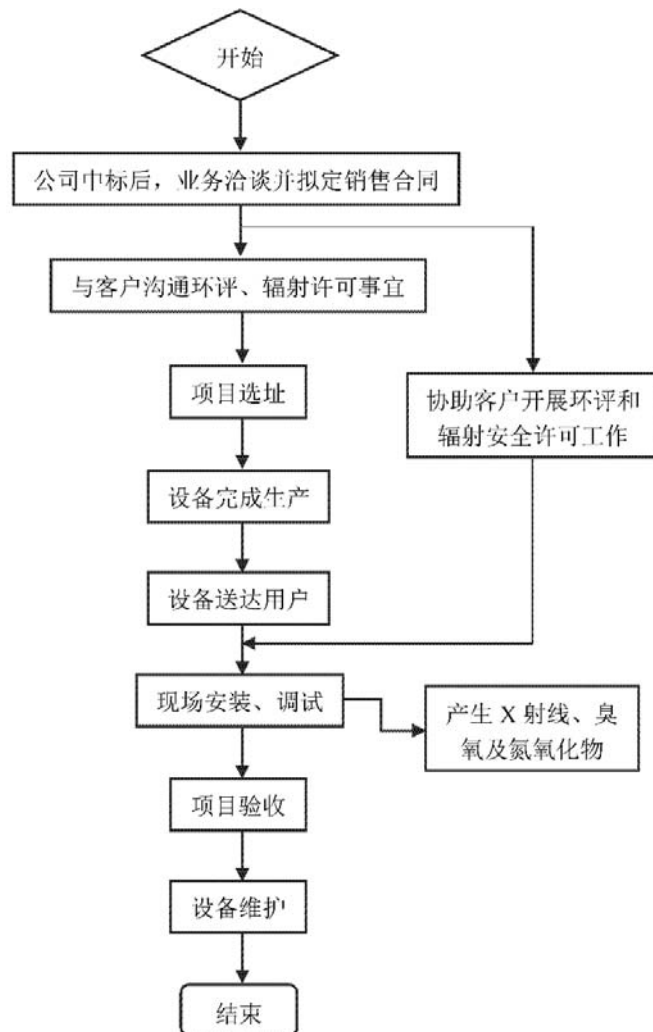 开始
公司中标后，业务洽谈并拟定销售合同
与客户沟通环评、辐射许可事宜
项目选址
协助客户开展环评和
辐射安全许可工作
设备完成生产
设备送达用户
现场安装、调试
产生 X 射线、臭
氧及氮氧化物
项目验收
设备维护
结束